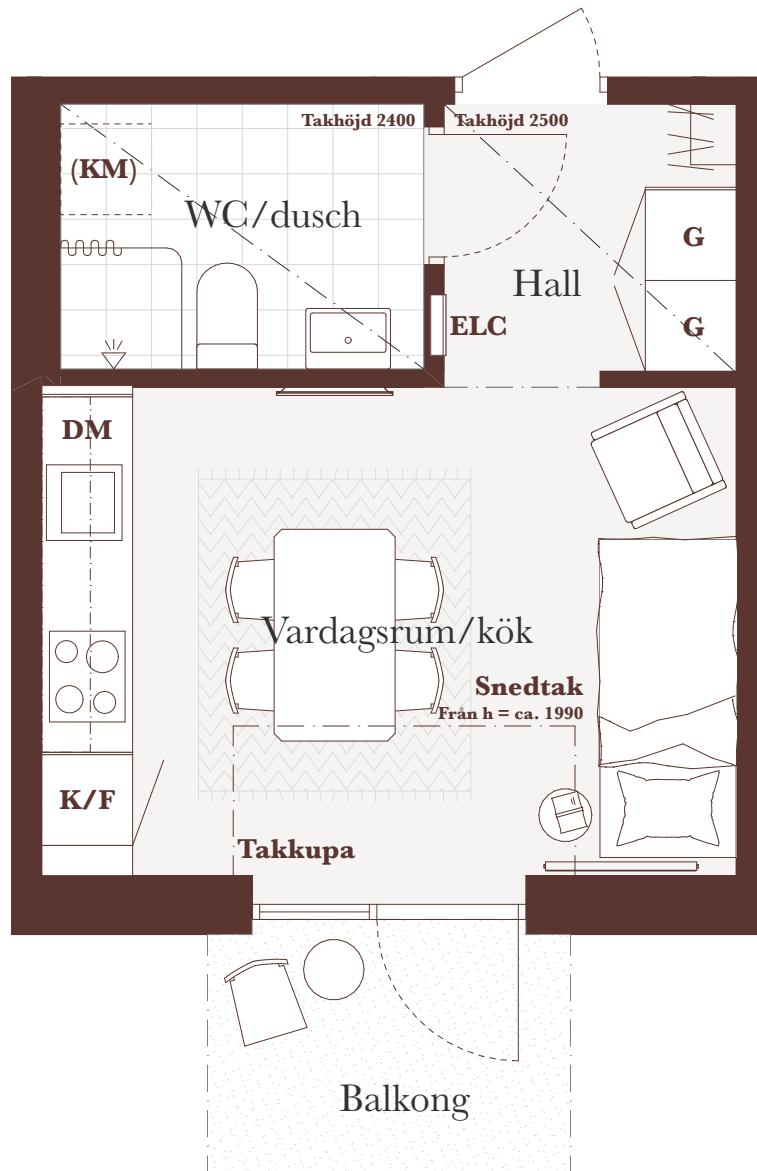 Takhöjd 2400
Takhöjd 2500
(KM)
WC/dusch
G
Hall
ELC
G
DM
Vardagsrum/kök
Snedtak
Från h = ca. 1990
K/F
Takkupa
Balkong